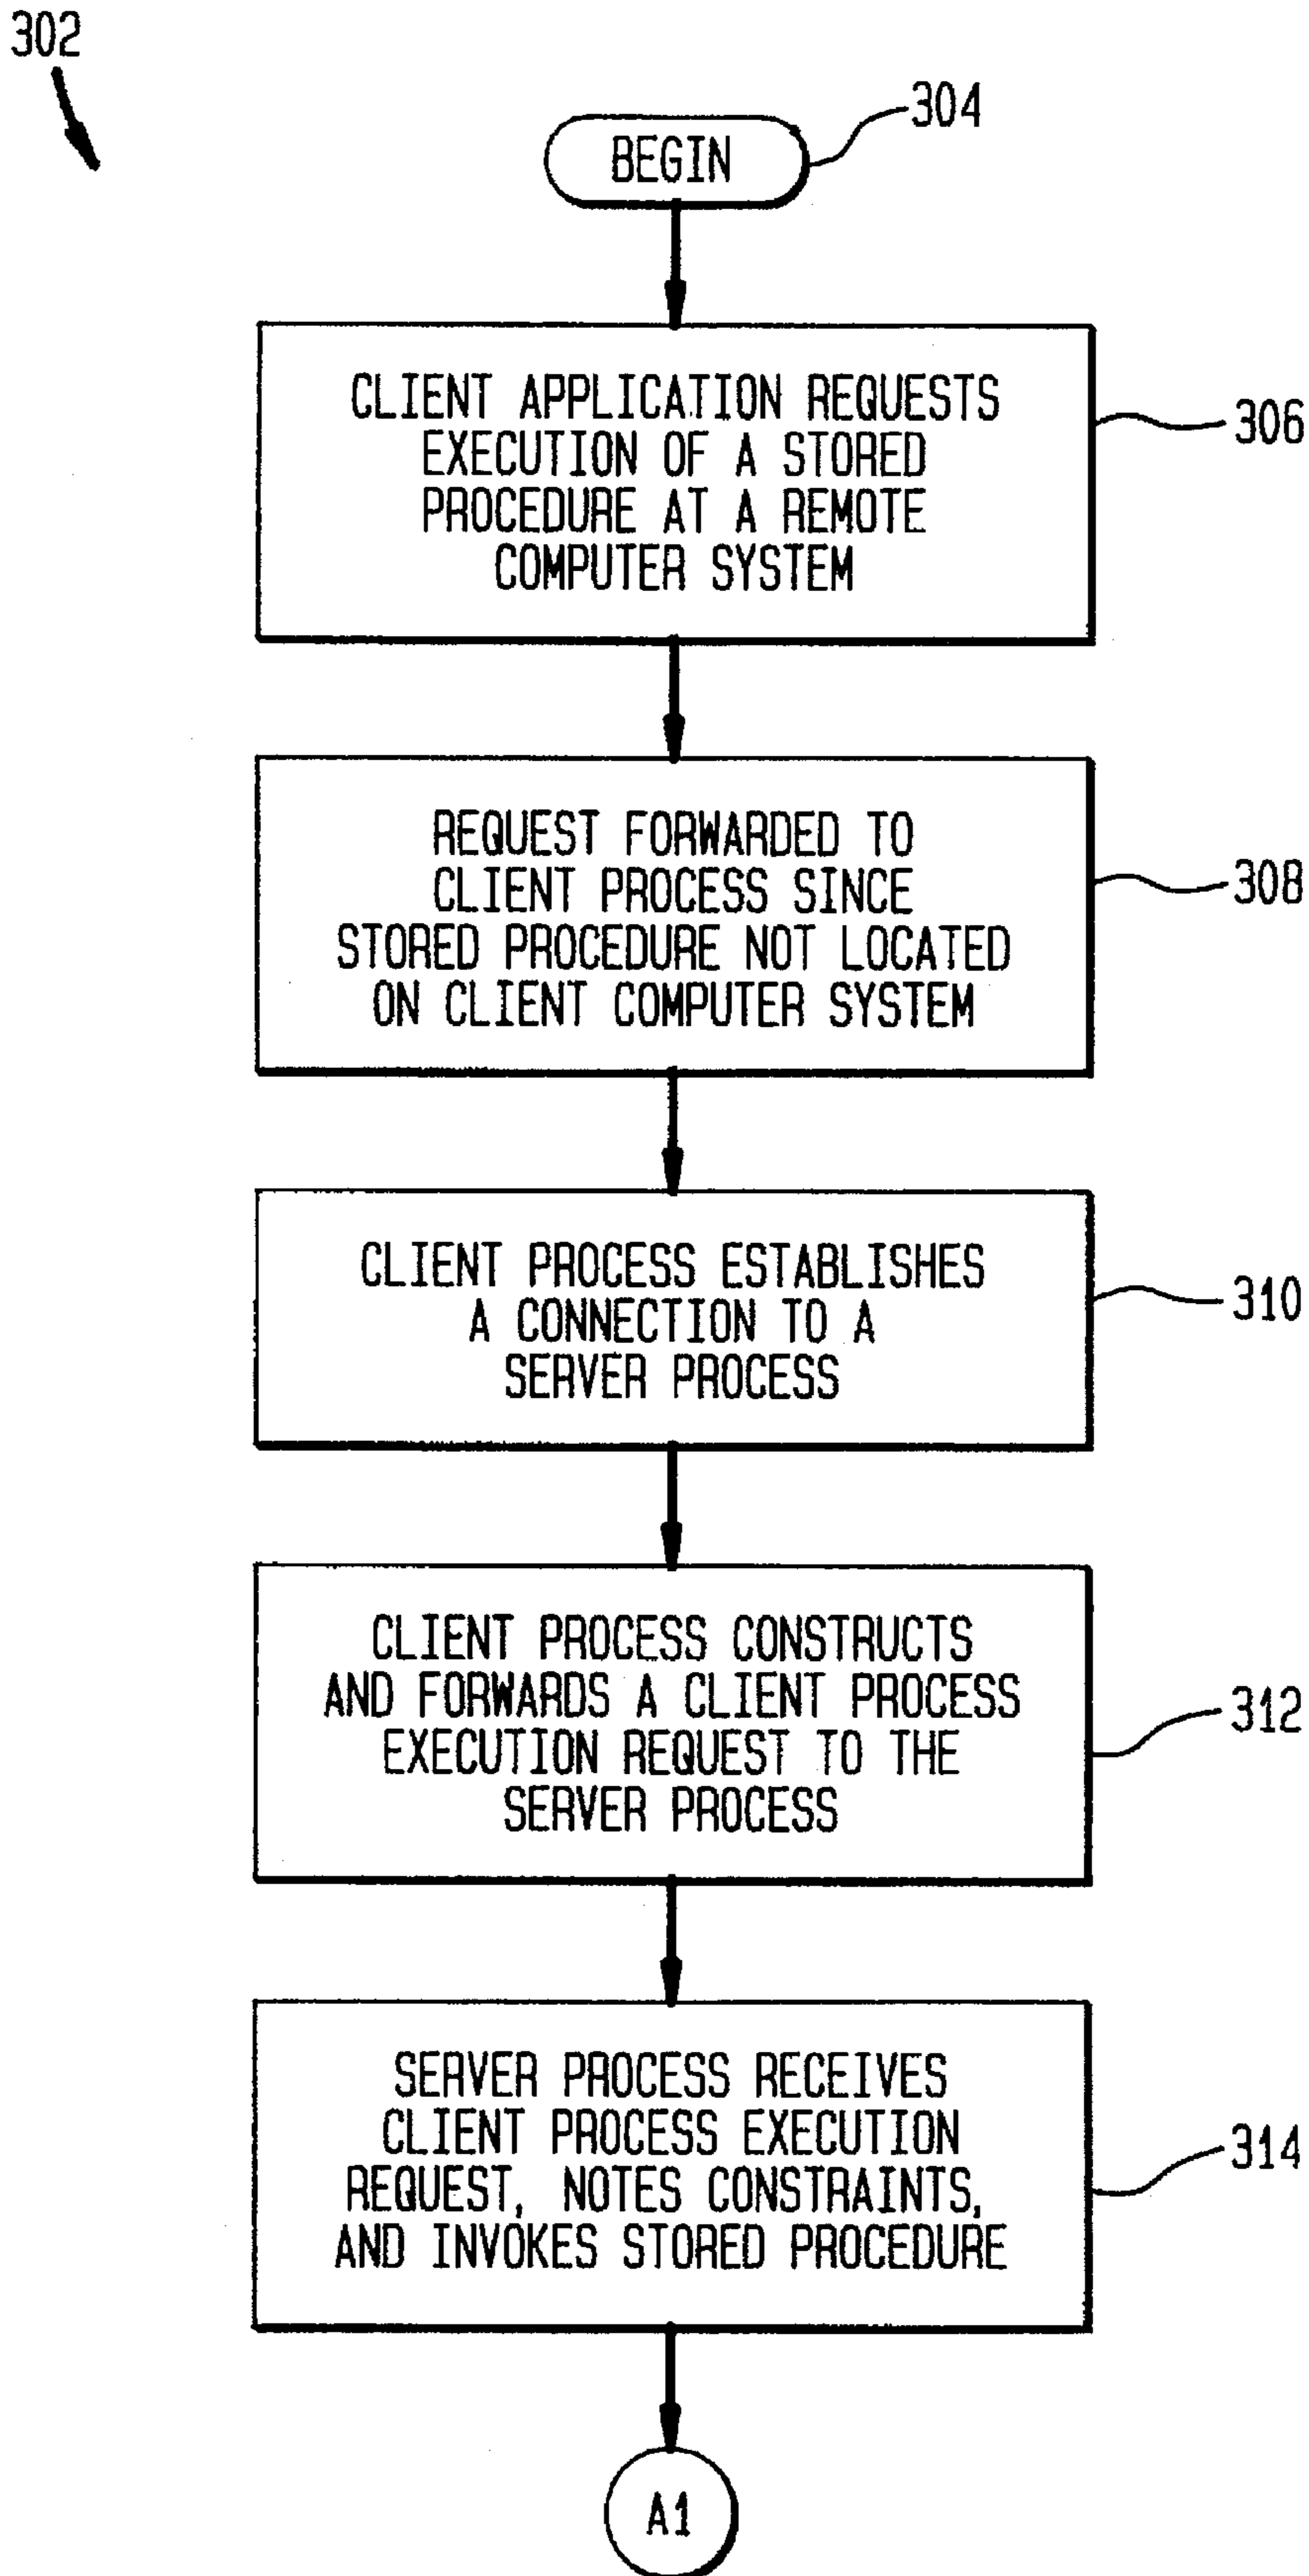 302
304
BEGIN
CLIENT APPLICATION REQUESTS
EXECUTION OF A STORED
PROCEDURE AT A REMOTE
COMPUTER SYSTEM
306
REQUEST FORWARDED TO
CLIENT PROCESS SINCE
STORED PROCEDURE NOT LOCATED
ON CLIENT COMPUTER SYSTEM
308
CLIENT PROCESS ESTABLISHES
A CONNECTION TO A
SERVER PROCESS
310
CLIENT PROCESS CONSTRUCTS
AND FORWARDS A CLIENT PROCESS
EXECUTION REQUEST TO THE
SERVER PROCESS
312
SERVER PROCESS RECEIVES
CLIENT PROCESS EXECUTION
REQUEST, NOTES CONSTRAINTS,
AND INVOKES STORED PROCEDURE
314
A1